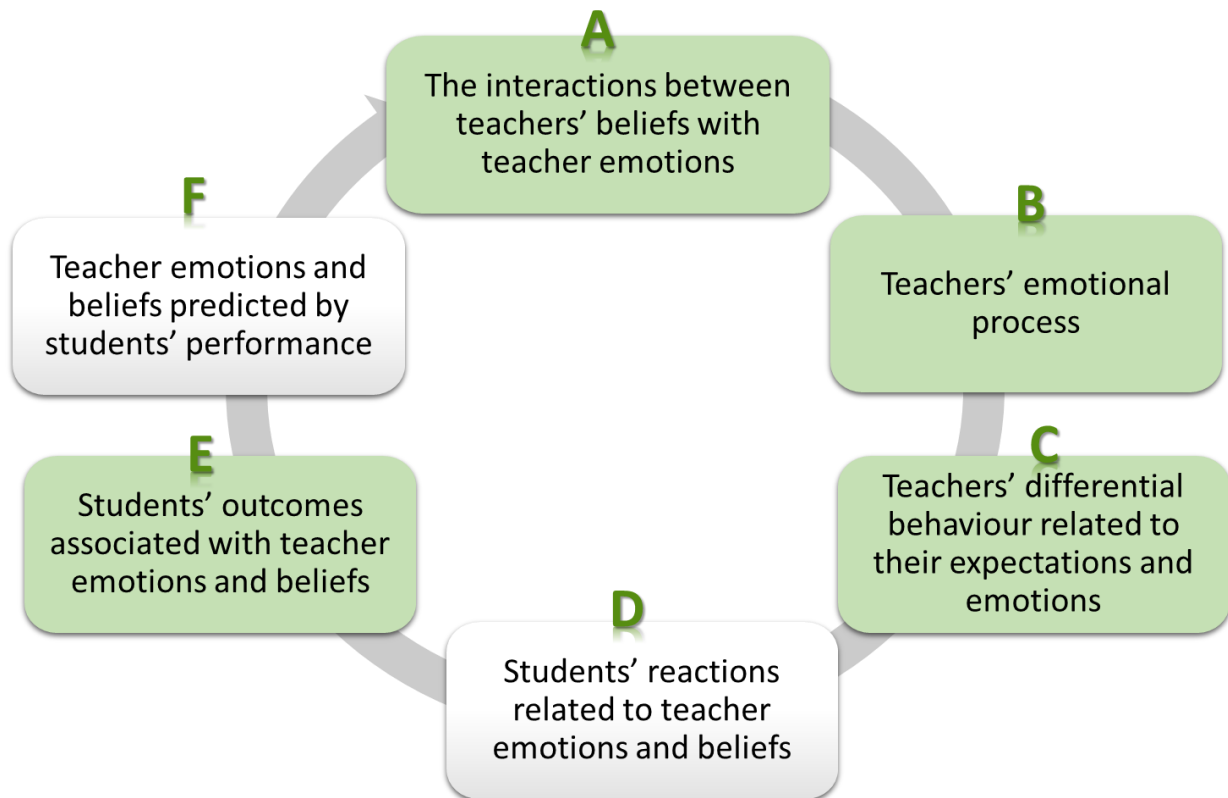 A
The interactions between
teachers’ beliefs with
teacher emotions
B
Teachers’ emotional
process
C
Teachers’ differential
behaviour related to
their expectations and
emotions
D
Students’ reactions
related to teacher
emotions and beliefs
E
Students’ outcomes
associated with teacher
emotions and beliefs
F
Teacher emotions and
beliefs predicted by
students’ performance